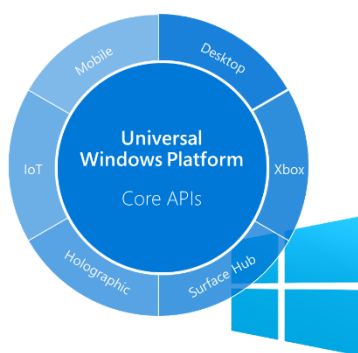 Mobile
Desktop
Universal
Windows Platform
IoT
Xbox
Core APIs
Holographic
Surface Hub